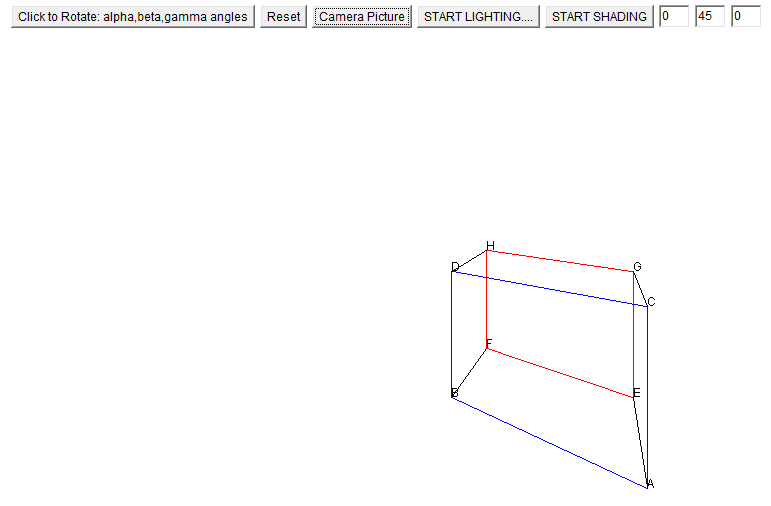 Click to Rotate: alpha,beta,gamma angles Reset Camera Picture START LIGHTING.... START SHADING 0 45 0
H
D G
C
F
B E
A